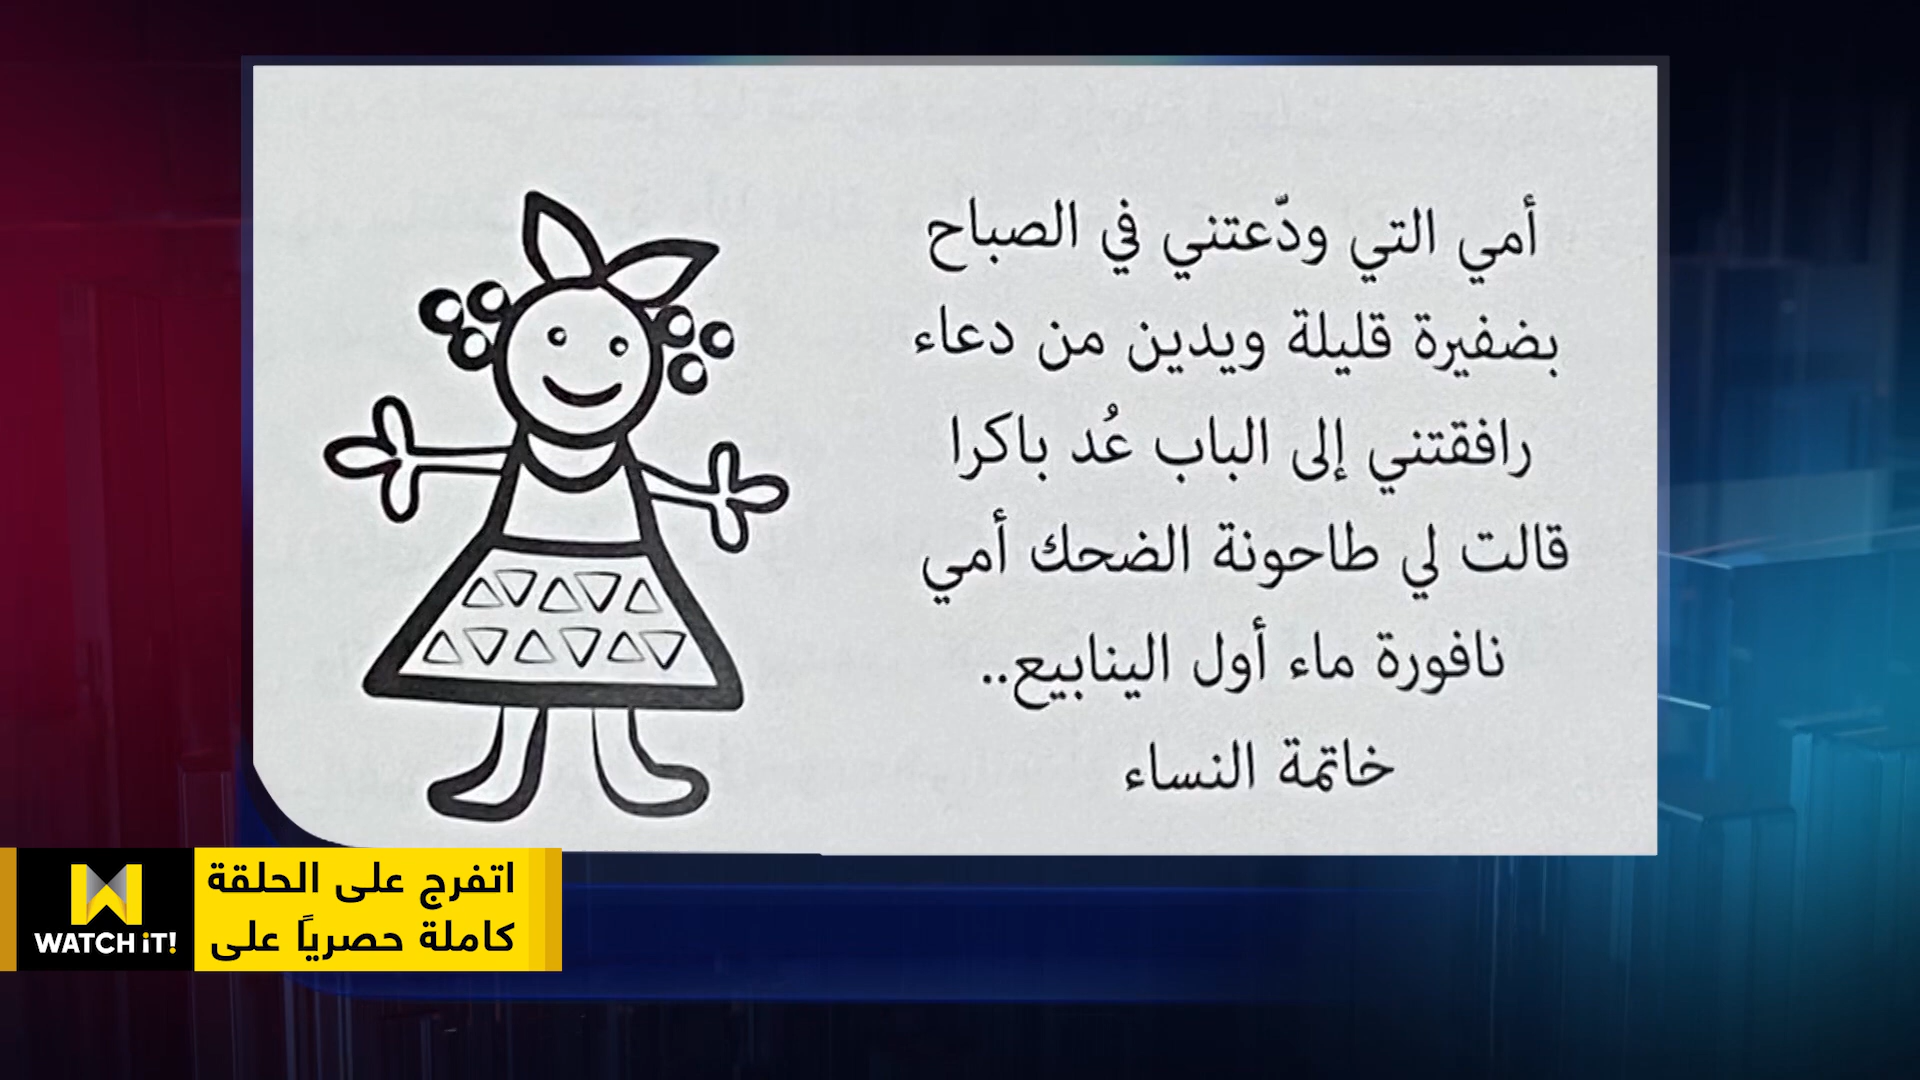 أمي التي ودّعتني في الصباح
بضفيرة قليلة ويدين من دعاء
رافقتني إلى الباب عُد باكرا
قالت لي طاحونة الضحك أمي
نافورة ماء أول الينابيع..
خاتمة النساء
اتفرج على الحلقة
كاملة حصرياً على
WATCH iT!